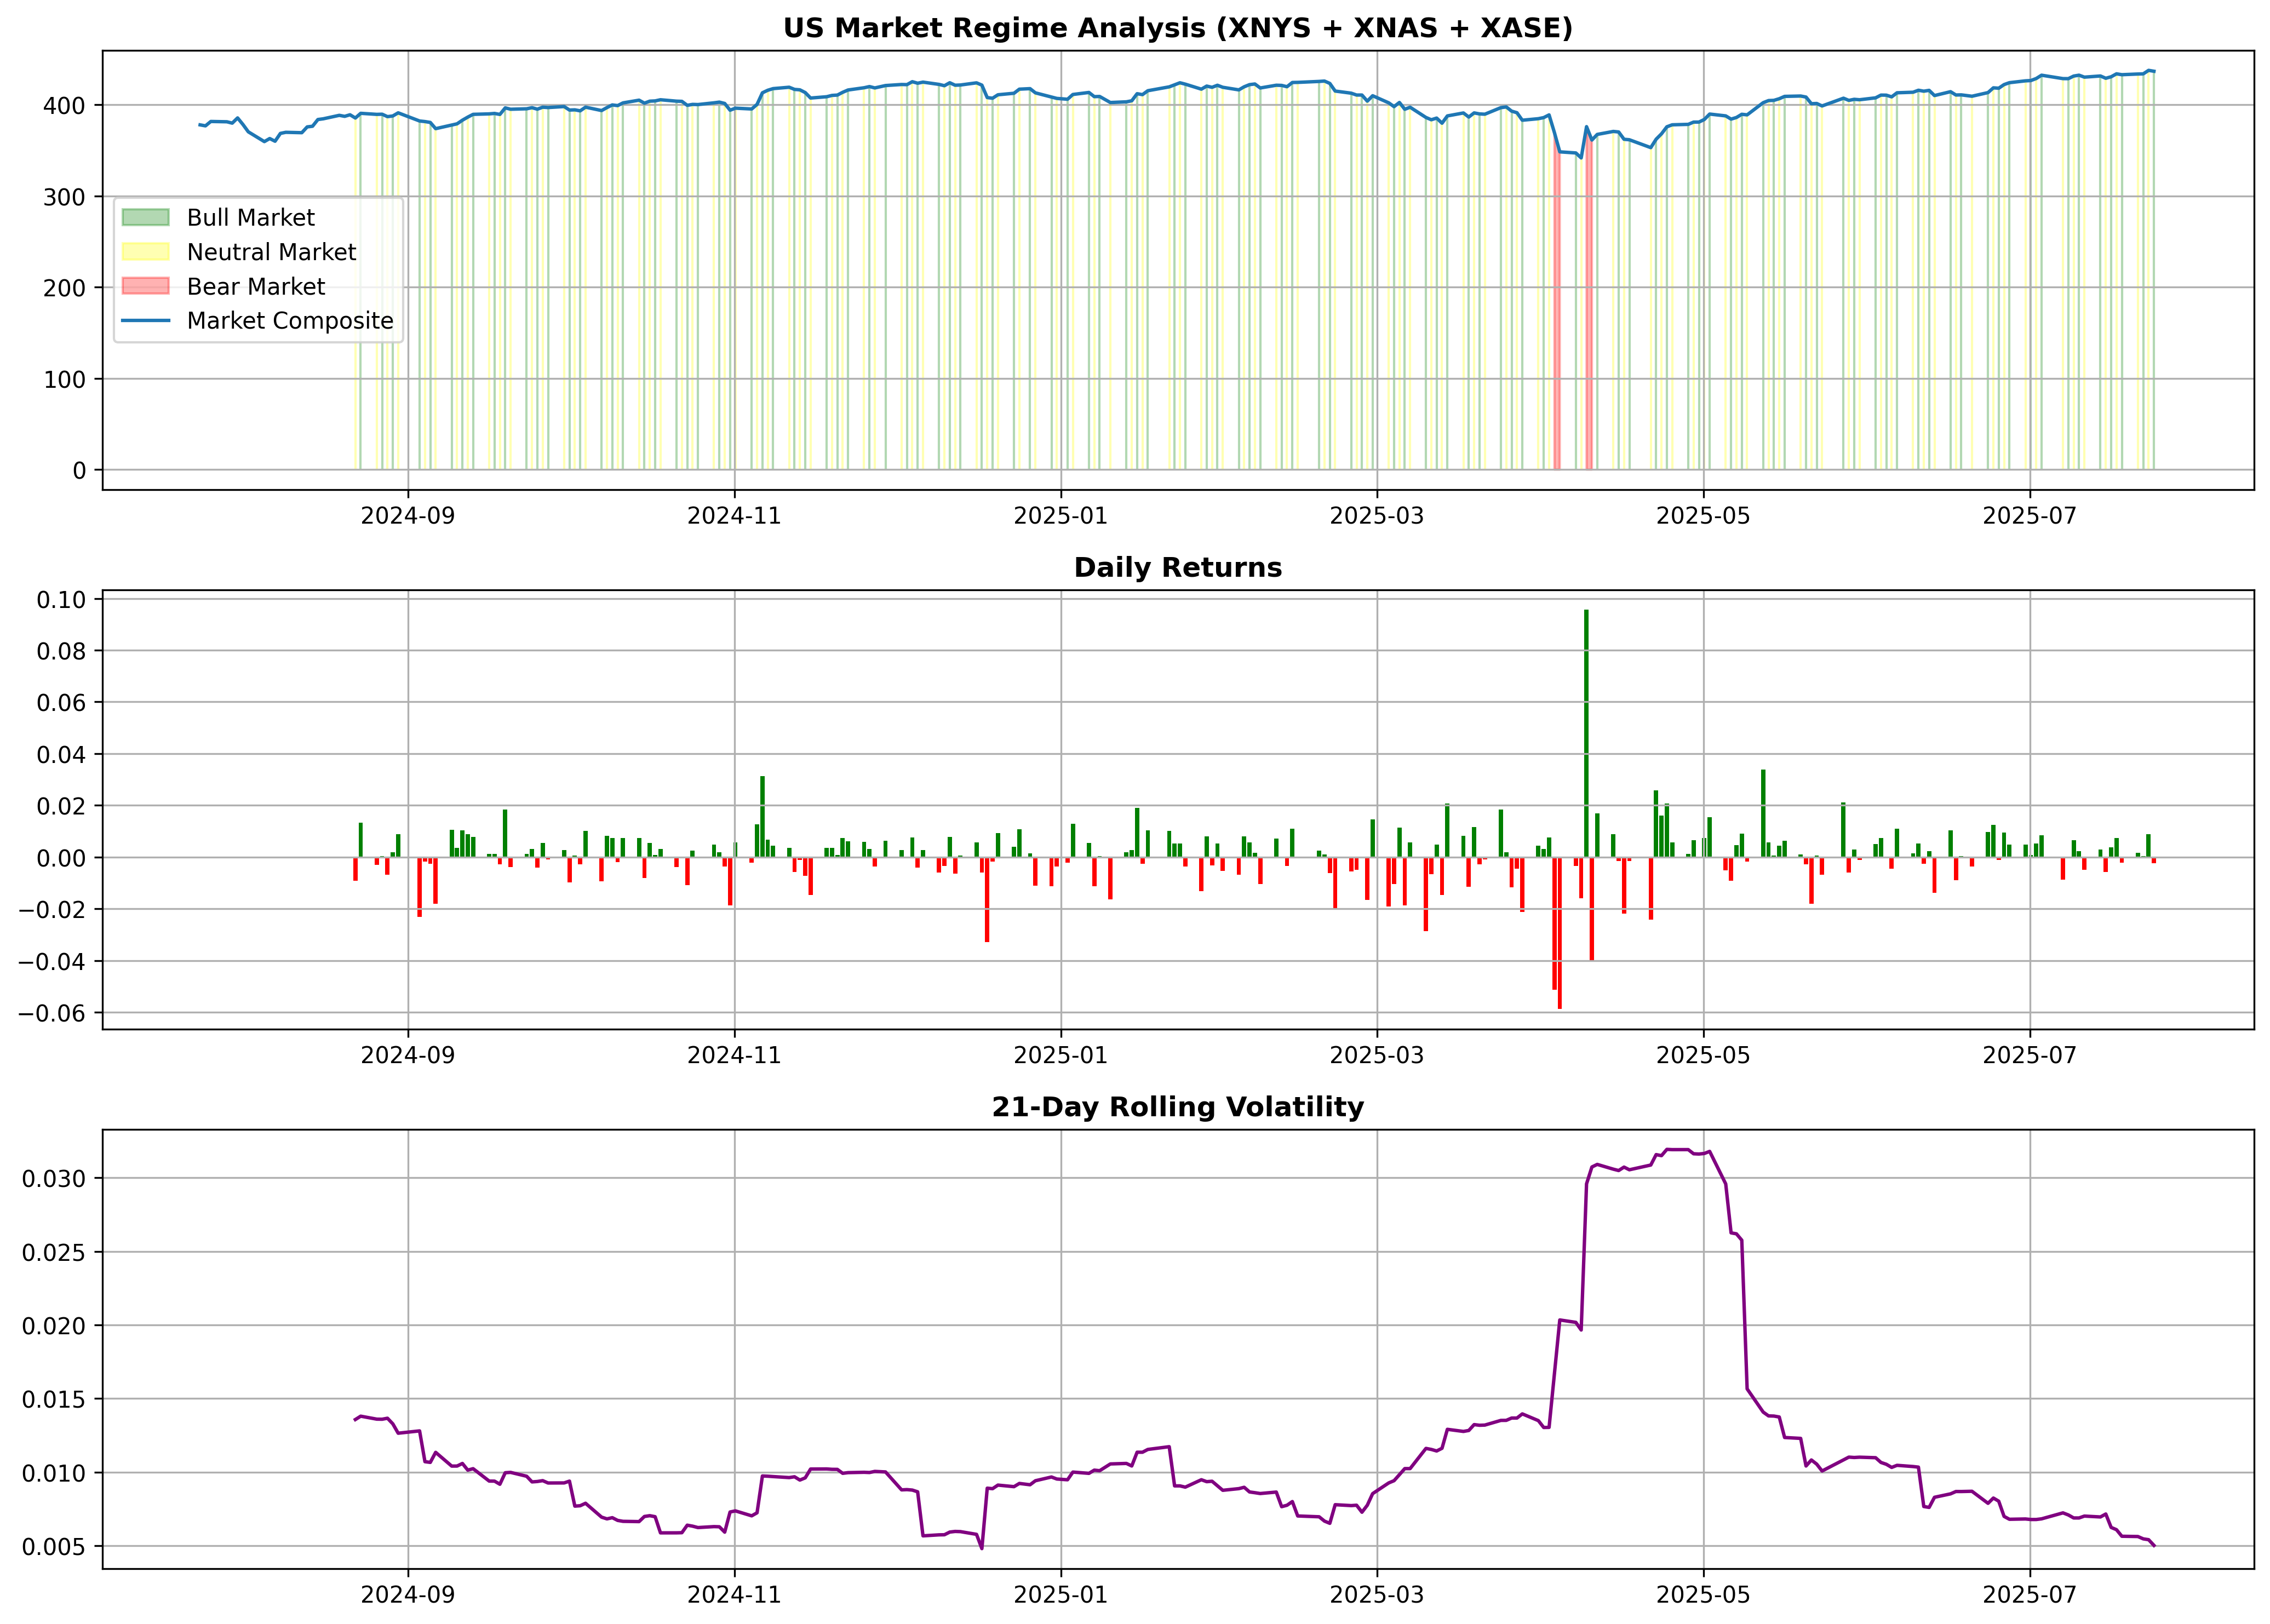 US Market Regime Analysis (XNYS + XNAS + XASE)
400
300
200
100
0
Bull Market
Neutral Market
Bear Market
Market Composite
2024-09 2024-11 2025-01 2025-03 2025-05 2025-07
Daily Returns
0.10
0.08
0.06
0.04
0.02
0.00
−0.02
−0.04
−0.06
2024-09 2024-11 2025-01 2025-03 2025-05 2025-07
21-Day Rolling Volatility
0.030
0.025
0.020
0.015
0.010
0.005
2024-09 2024-11 2025-01 2025-03 2025-05 2025-07